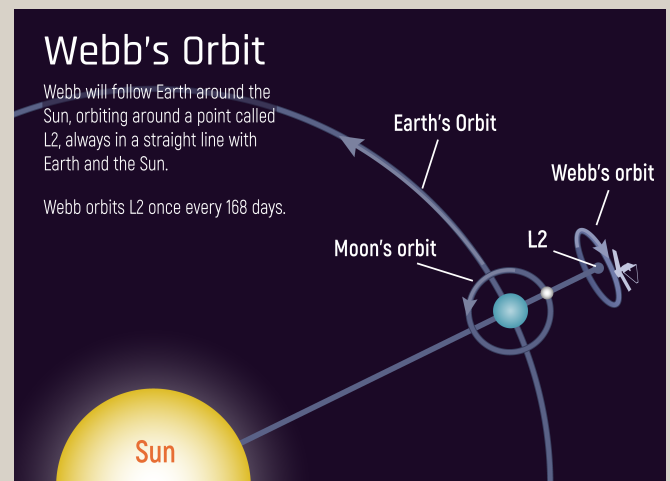 Webb's Orbit
Webb will follow Earth around the
Sun, orbiting around a point called
L2, always in a straight line with
Earth and the Sun.
Webb orbits L2 once every 168 days.
Earth's Orbit
Webb's orbit
L2
Moon's orbit
Sun